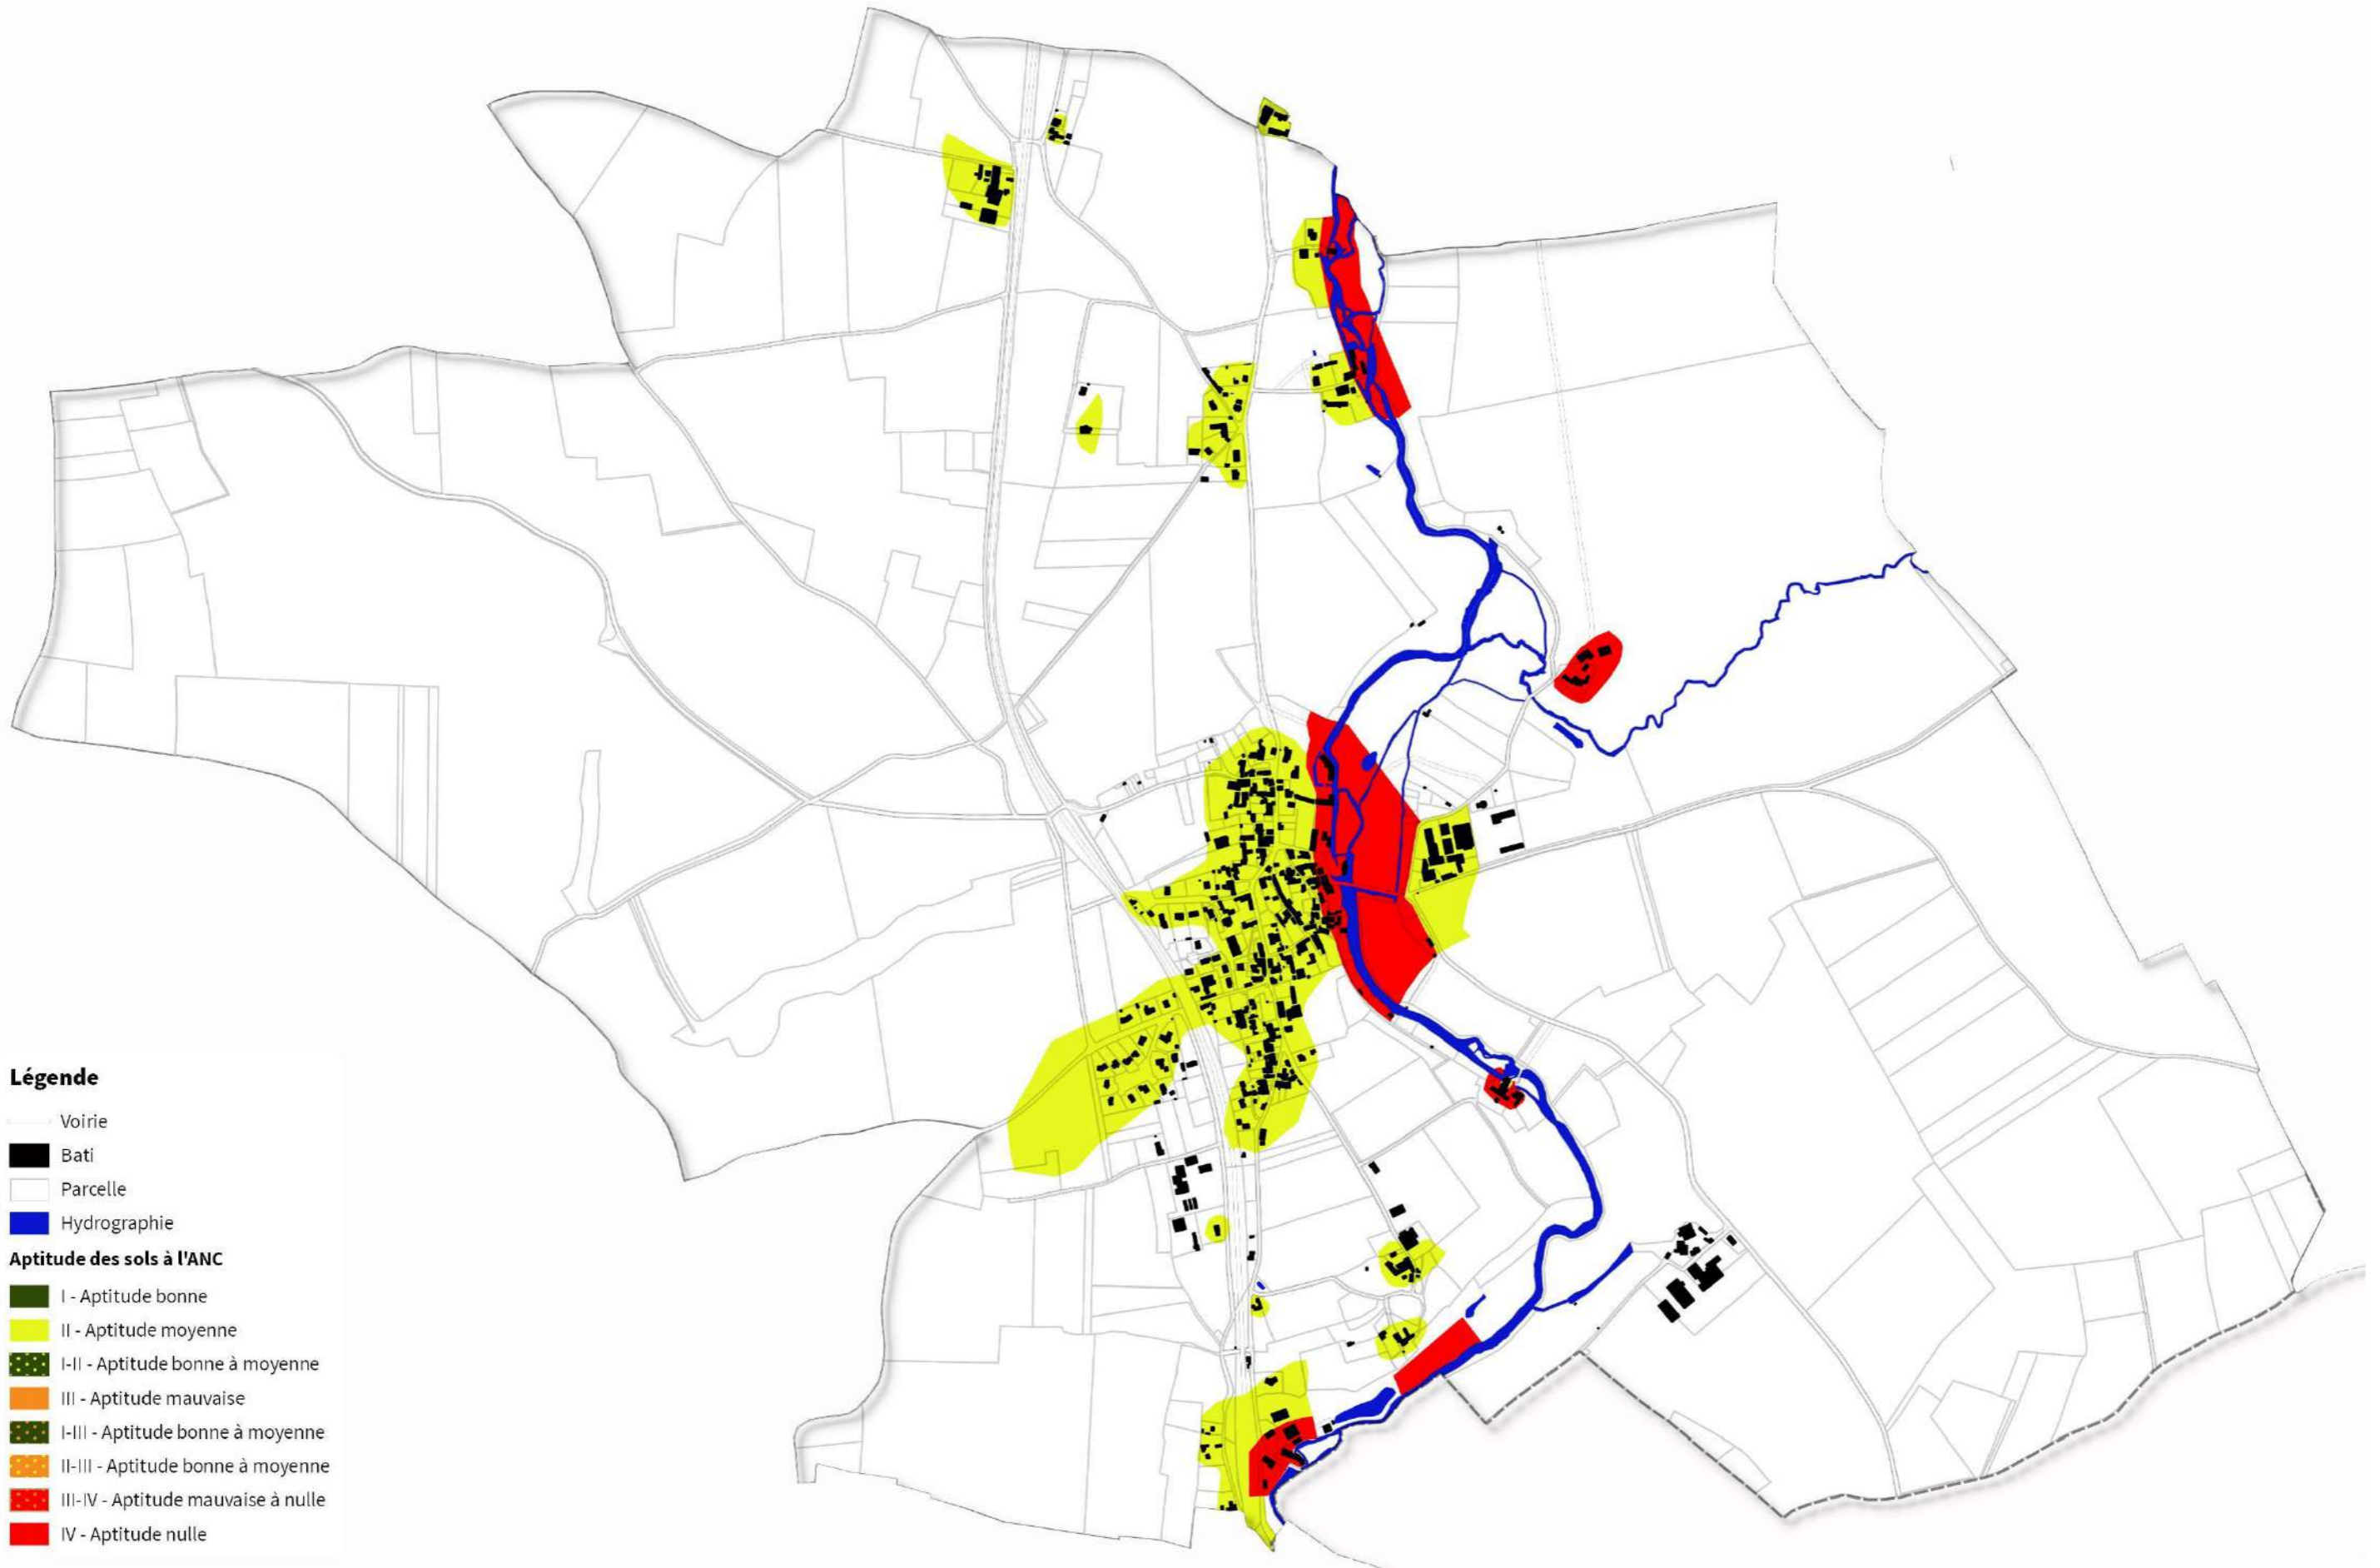 Légende
Voirie
Bati
Parcelle
Hydrographie
Aptitude des sols à l'ANC
I - Aptitude bonne
II - Aptitude moyenne
I-II - Aptitude bonne à moyenne
III - Aptitude mauvaise
I-III - Aptitude bonne à moyenne
II-III - Aptitude bonne à moyenne
III-IV - Aptitude mauvaise à nulle
IV - Aptitude nulle